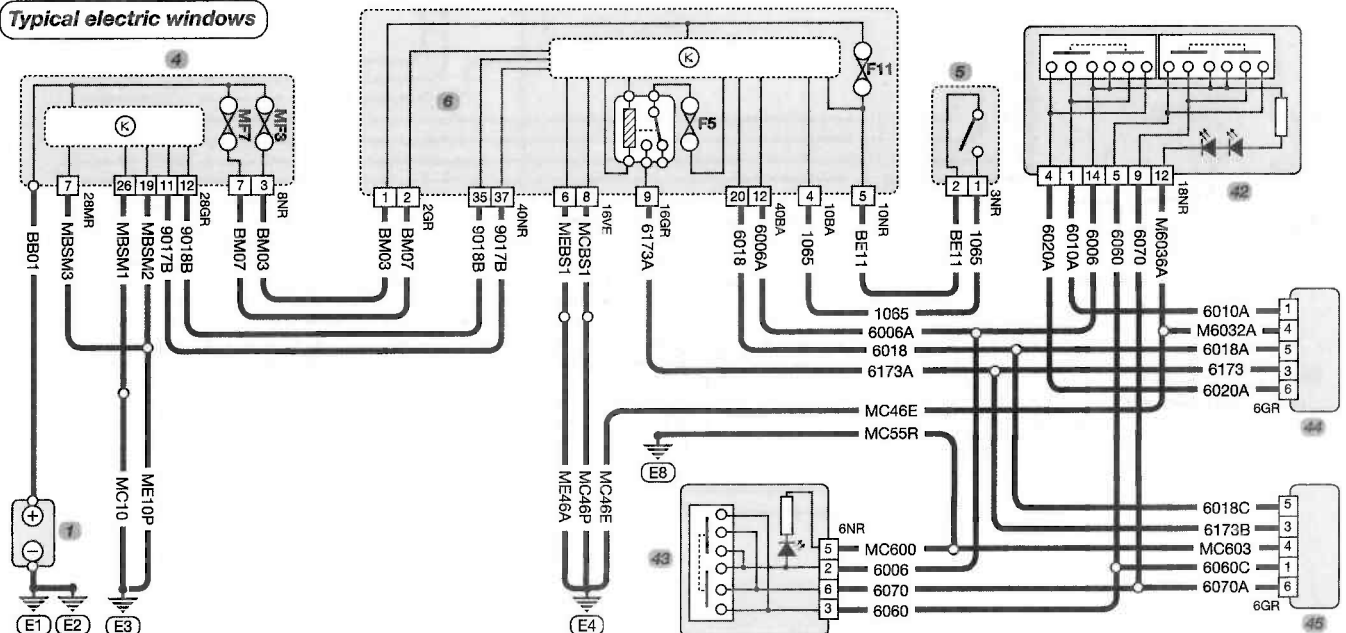 Typical electric windows
4
K
MF7
MF3
7
28MR
26
19
11
12
28GR
7
3
8NR
BB01
MBSM3
MBSM1
MBSM2
9017B
9018B
BM07
BM03
MC10
ME10P
+
−
1
E1
E2
E3
6
K
F5
F11
1
2
2GR
35
37
40NR
6
8
16VE
9
16GR
20
12
40BA
4
10BA
5
10NR
BM03
BM07
9018B
9017B
MEBS1
MCBS1
6173A
6018
6006A
1065
BE11
5
2
1
3NR
BE11
1065
4
1
14
5
9
12
18NR
42
6020A
6010A
6006
6060
6070
M6036A
1065
6006A
6018
6173A
MC46E
MC55R
E8
ME46A
MC46P
MC46E
E4
6010A
1
M6032A
4
6018A
5
6173
3
6020A
6
6GR
44
43
6NR
5
MC600
2
6006
6
6070
3
6060
6018C
5
6173B
3
MC603
4
6060C
1
6070A
6
6GR
45